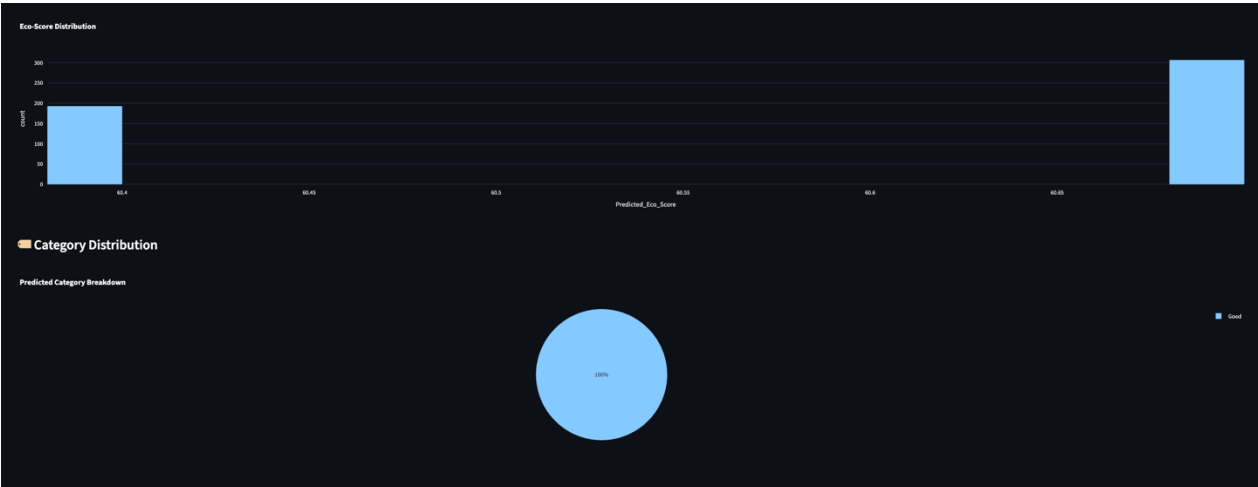 Eco-Score Distribution
300
250
200
150
100
50
0
count
60.4 60.45 60.5 60.55 60.6 60.65
Predicted_Eco_Score
Category Distribution
Predicted Category Breakdown
Good
100%